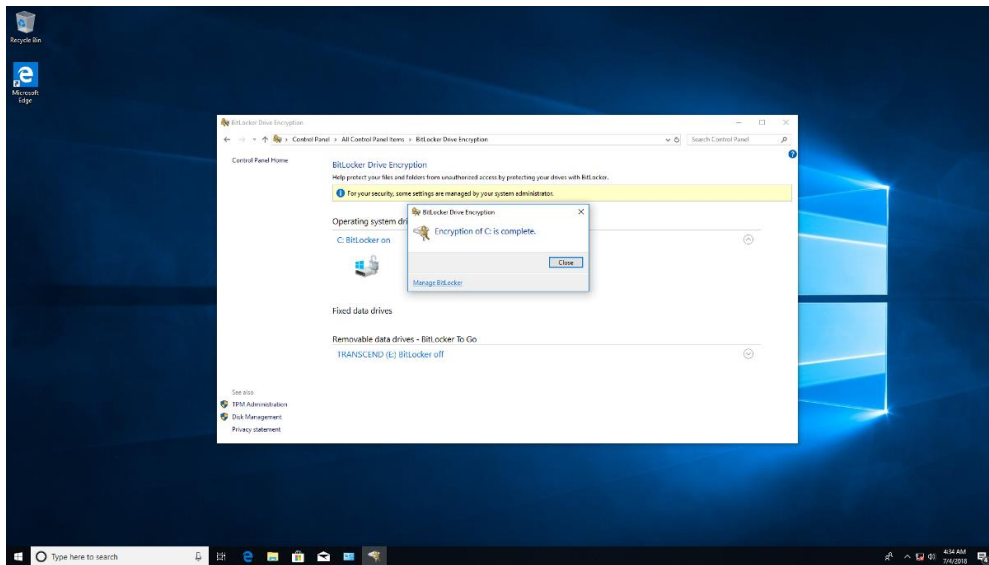 Recycle Bin
Microsoft
Edge
BitLocker Drive Encryption
Control Panel > All Control Panel Items > BitLocker Drive Encryption
Search Control Panel
Control Panel Home
BitLocker Drive Encryption
Help protect your files and folders from unauthorized access by protecting your drives with BitLocker.
For your security, some settings are managed by your system administrator.
Operating system dri
BitLocker Drive Encryption
Encryption of C: is complete.
Close
Manage BitLocker
C: BitLocker on
Fixed data drives
Removable data drives - BitLocker To Go
TRANSCEND (E:) BitLocker off
See also
TPM Administration
Disk Management
Privacy statement
Type here to search
4:34 AM
7/4/2018